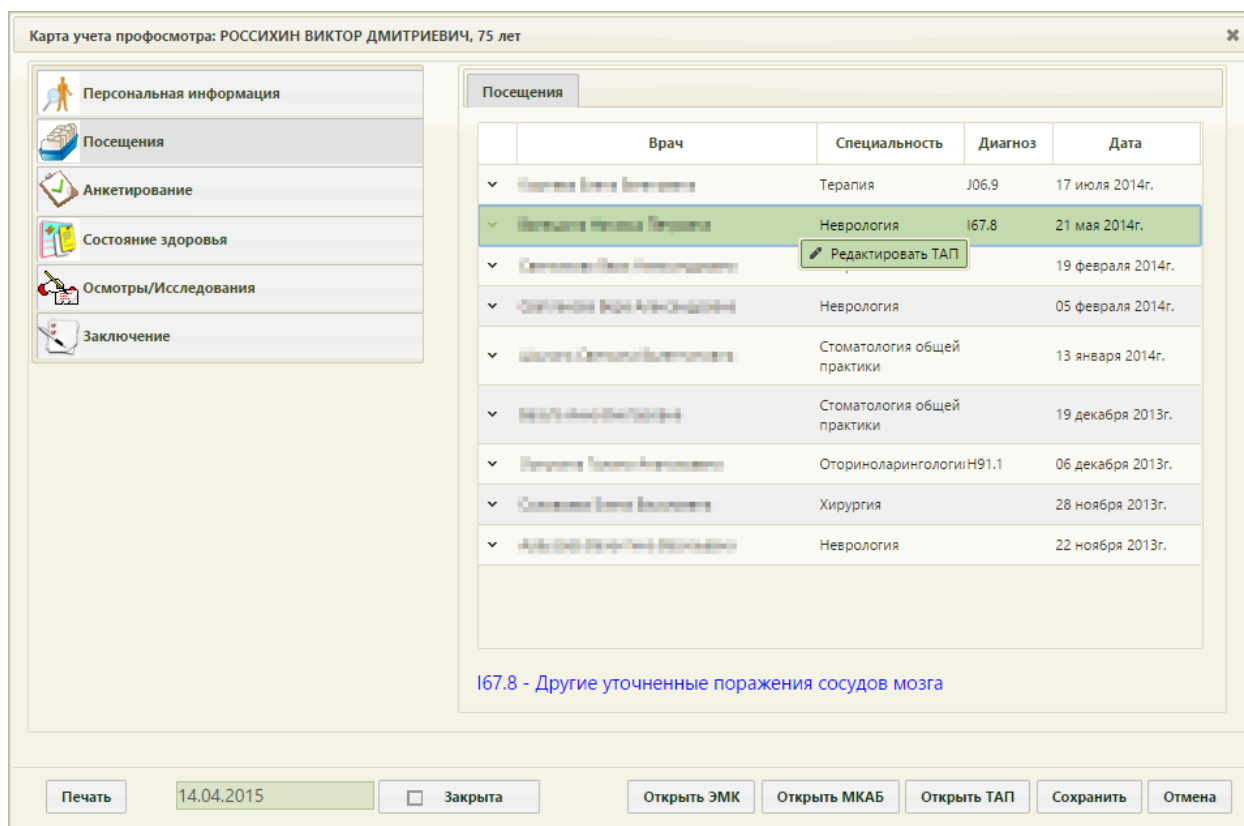 Карта учета профосмотра: РОССИХИН ВИКТОР ДМИТРИЕВИЧ, 75 лет
Персональная информация
Посещения
Анкетирование
Состояние здоровья
Осмотры/Исследования
Заключение
Посещения
Врач Специальность Диагноз Дата
Терапия J06.9 17 июля 2014г.
Неврология I67.8 21 мая 2014г.
Редактировать ТАП
19 февраля 2014г.
Неврология 05 февраля 2014г.
Стоматология общей
практики 13 января 2014г.
Стоматология общей
практики 19 декабря 2013г.
Оториноларингологи H91.1 06 декабря 2013г.
Хирургия 28 ноября 2013г.
Неврология 22 ноября 2013г.
I67.8 - Другие уточненные поражения сосудов мозга
Печать 14.04.2015 Закрыта Открыть ЭМК Открыть МКАБ Открыть ТАП Сохранить Отмена